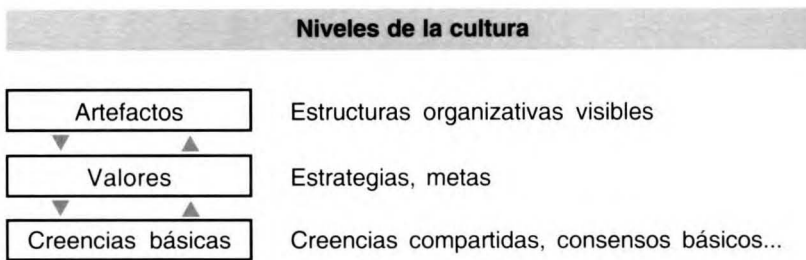 Niveles de la cultura
Artefactos Estructuras organizativas visibles
Valores Estrategias, metas
Creencias básicas Creencias compartidas, consensos básicos...